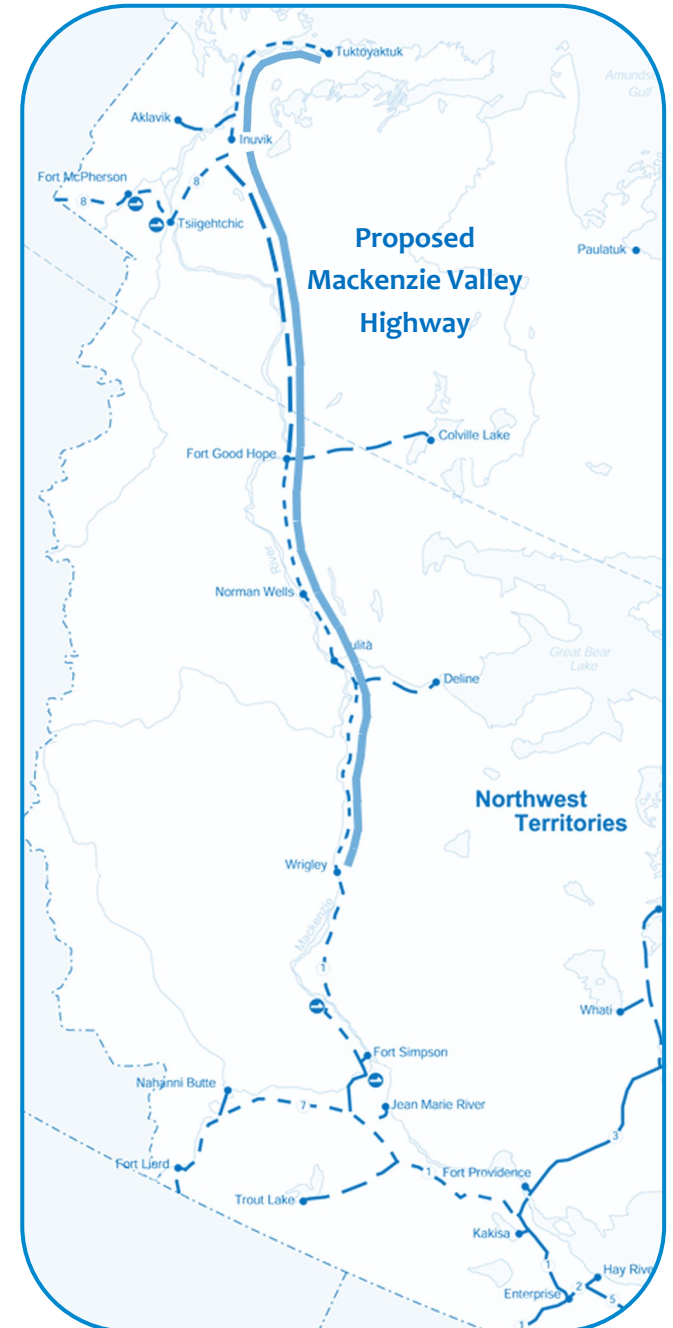 Tuktoyaktuk
Aklavik
Inuvik
Fort McPherson
8
8
Tsiigehtchic
Proposed
Mackenzie Valley
Highway
Paulatuk
Colville Lake
Fort Good Hope
River
Norman Wells
Great Bear
Lake
Deline
Northwest
Territories
Wrigley
Mackenzie
1
Whati
Fort Simpson
Nahanni Butte
7
Jean Marie River
3
Fort Liard
1
Fort Providence
Trout Lake
Kakisa
1
Hay Rive
2
Enterprise
5
1
Gulf